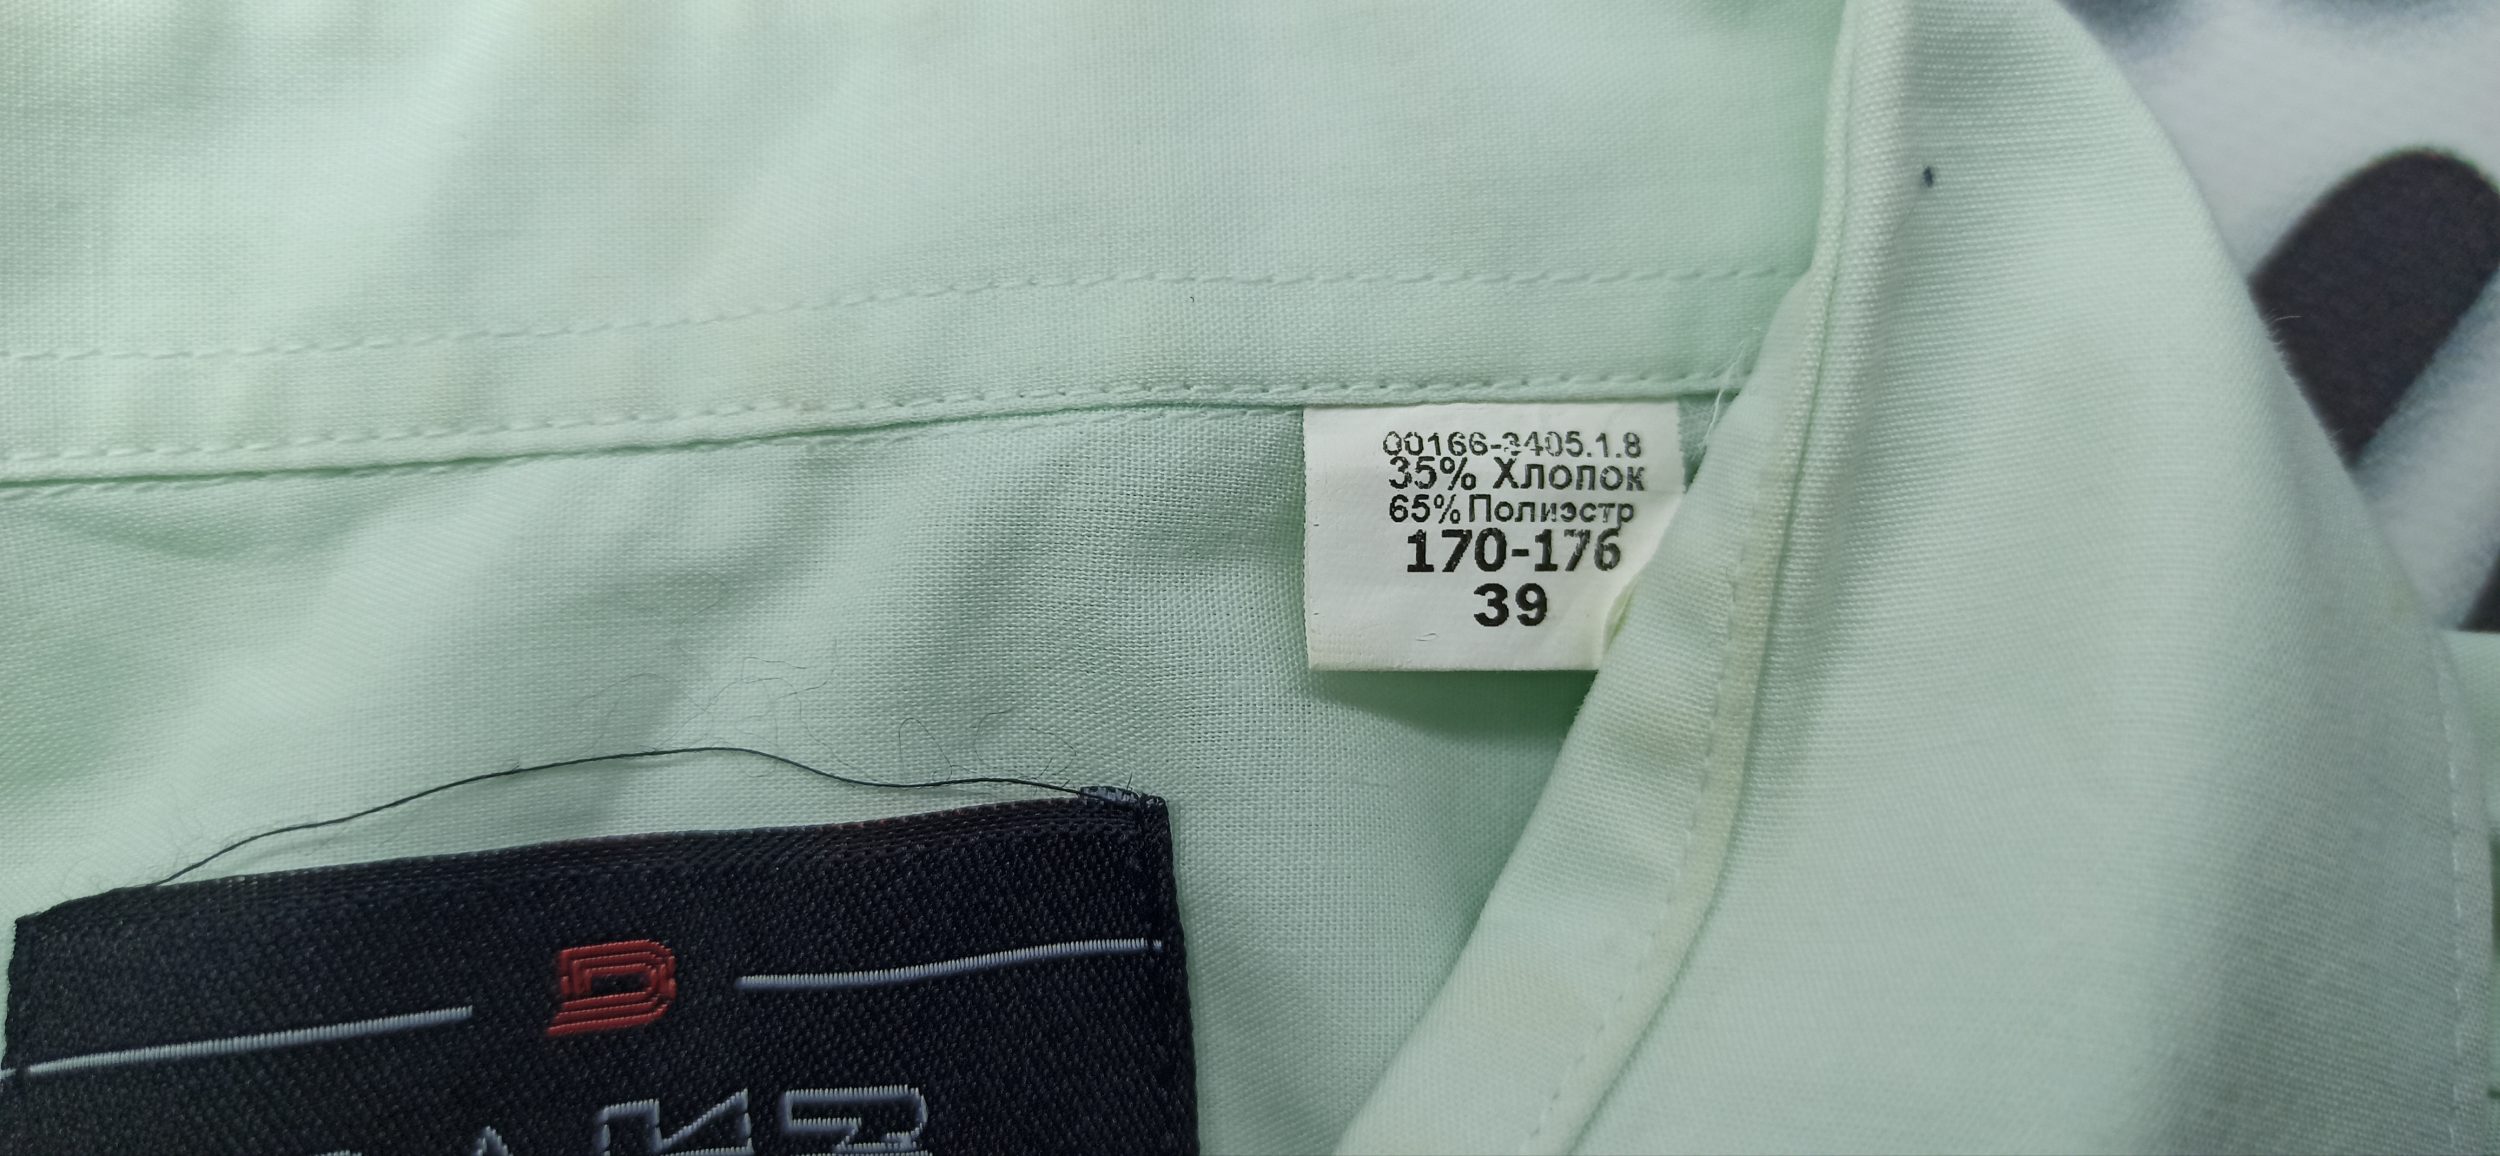 00166-3405.1.8
35% Хлопок
65% Полиэстр
170-176
39
D